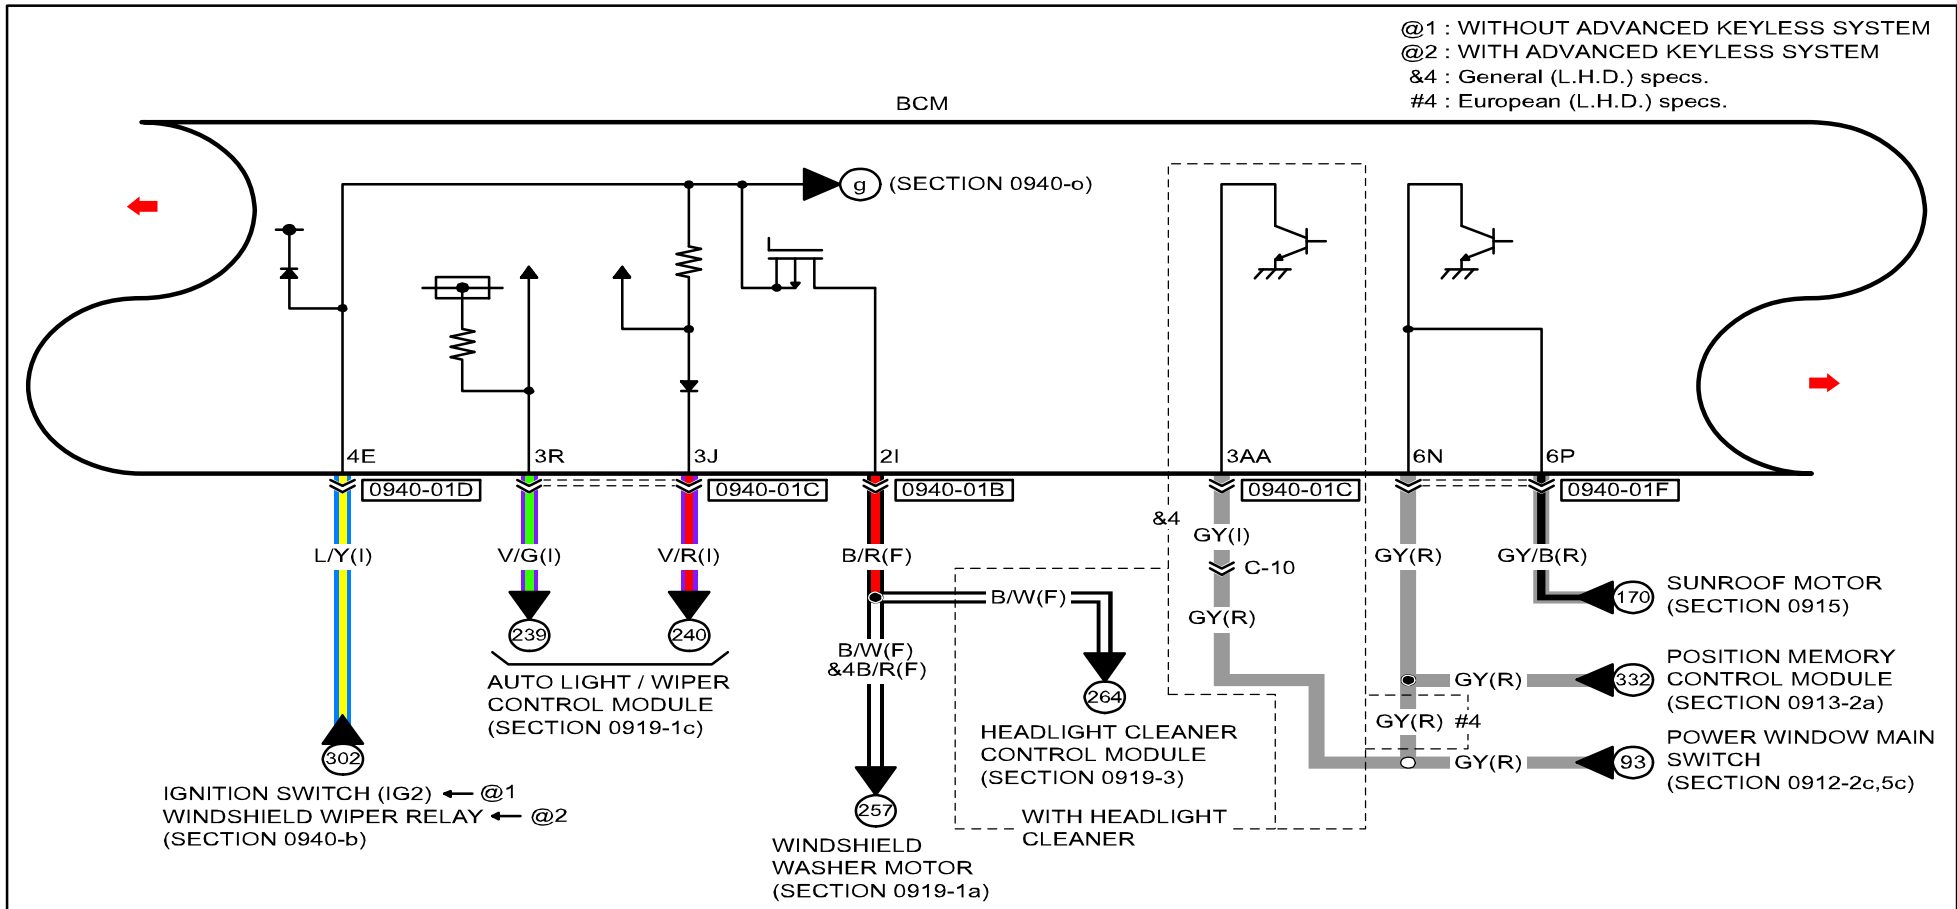 @1 : WITHOUT ADVANCED KEYLESS SYSTEM
@2 : WITH ADVANCED KEYLESS SYSTEM
&4 : General (L.H.D.) specs.
#4 : European (L.H.D.) specs.
BCM
g (SECTION 0940-o)
4E
3R
3J
2I
3AA
6N
6P
0940-01D
0940-01C
0940-01B
0940-01C
0940-01F
&4
GY(I)
L/Y(I)
V/G(I)
V/R(I)
B/R(F)
GY(R)
GY/B(R)
C-10
B/W(F)
GY(R)
170
SUNROOF MOTOR
(SECTION 0915)
239
240
B/W(F)
&4B/R(F)
AUTO LIGHT / WIPER
CONTROL MODULE
(SECTION 0919-1c)
264
HEADLIGHT CLEANER
CONTROL MODULE
(SECTION 0919-3)
GY(R)
332
POSITION MEMORY
CONTROL MODULE
(SECTION 0913-2a)
GY(R) #4
GY(R)
93
POWER WINDOW MAIN
SWITCH
(SECTION 0912-2c,5c)
302
IGNITION SWITCH (IG2) ← @1
WINDSHIELD WIPER RELAY ← @2
(SECTION 0940-b)
257
WINDSHIELD
WASHER MOTOR
(SECTION 0919-1a)
WITH HEADLIGHT
CLEANER